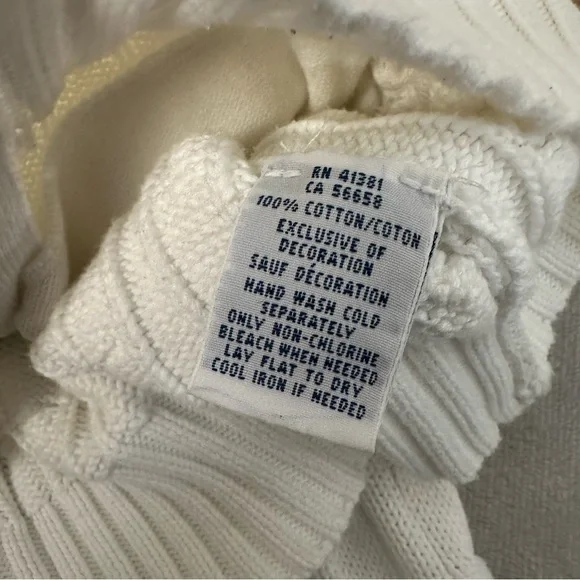 RN 41381
CA 56658
100% COTTON/COTON
EXCLUSIVE OF
DECORATION
SAUF DÉCORATION
HAND WASH COLD
SEPARATELY
ONLY NON-CHLORINE
BLEACH WHEN NEEDED
LAY FLAT TO DRY
COOL IRON IF NEEDED